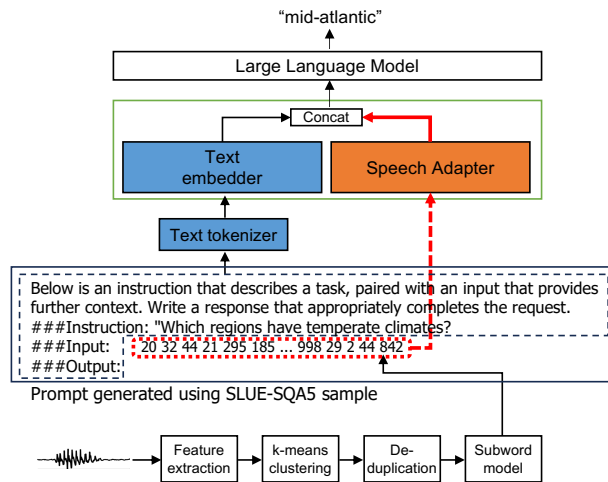 “mid-atlantic”
Large Language Model
Concat
Text
embedder
Speech Adapter
Text tokenizer
Below is an instruction that describes a task, paired with an input that provides
further context. Write a response that appropriately completes the request.
###Instruction: "Which regions have temperate climates?
###Input: 20 32 44 21 295 185 ... 998 29 2 44 842
###Output:
Prompt generated using SLUE-SQA5 sample
Feature
extraction
k-means
clustering
De-
duplication
Subword
model